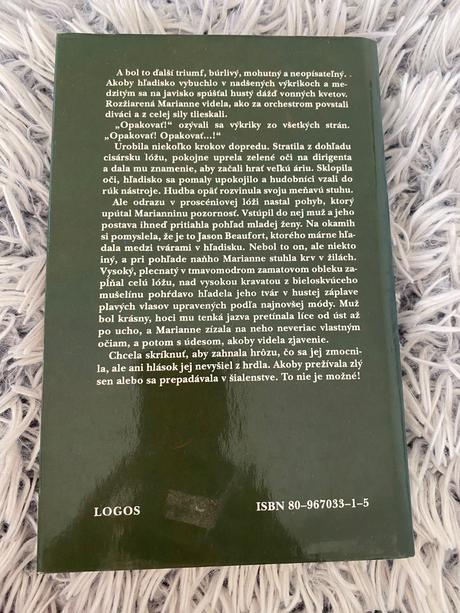 A bol to ďalší triumf, búrlivý, mohutný a neopísateľný. .
Akoby hľadisko vybuchlo v nadšených výkrikoch a me-
dzitým sa na javisko spúšťal hustý dážď vonných kvetov.
Rozžiarená Marianne videla, ako za orchestrom povstali
diváci a z celej sily tlieskali.
„Opakovať!“ ozývali sa výkriky zo všetkých strán.
„Opakovať! Opakovať...!“
Urobila niekoľko krokov dopredu. Stratila z dohľadu
cisársku lóžu, pokojne uprela zelené oči na dirigenta
a dala mu znamenie, aby začali hrať veľkú áriu. Sklopila
oči, hľadisko sa pomaly upokojilo a hudobníci vzali do
rúk nástroje. Hudba opäť rozvinula svoju meňavú stuhu.
Ale odrazu v proscéniovej lóži nastal pohyb, ktorý
upútal Marianninu pozornosť. Vstúpil do nej muž a jeho
postava ihneď pritiahla pohľad mladej ženy. Na okamih
si pomyslela, že je to Jason Beaufort, ktorého márne hľa-
dala medzi tvárami v hľadisku. Nebol to on, ale niekto
iný, a pri pohľade naňho Marianne stuhla krv v žilách.
Vysoký, plecnatý v tmavomodrom zamatovom obleku za-
pĺňal celú lóžu, nad vysokou kravatou z bieloskvúceho
mušelínu pohŕdavo hľadela jeho tvár v hustej záplave
plavých vlasov upravených podľa najnovšej módy. Muž
bol krásny, hoci mu tenká jazva pretínala líce od úst až
po ucho, a Marianne zízala na neho neveriac vlastným
očiam, a potom s údesom, akoby videla zjavenie.
Chcela skríknuť, aby zahnala hrôzu, čo sa jej zmocni-
la, ale ani hlások jej nevyšiel z hrdla. Akoby prežívala zlý
sen alebo sa prepadávala v šialenstve. To nie je možné!
LOGOS
ISBN 80–967033–1–5